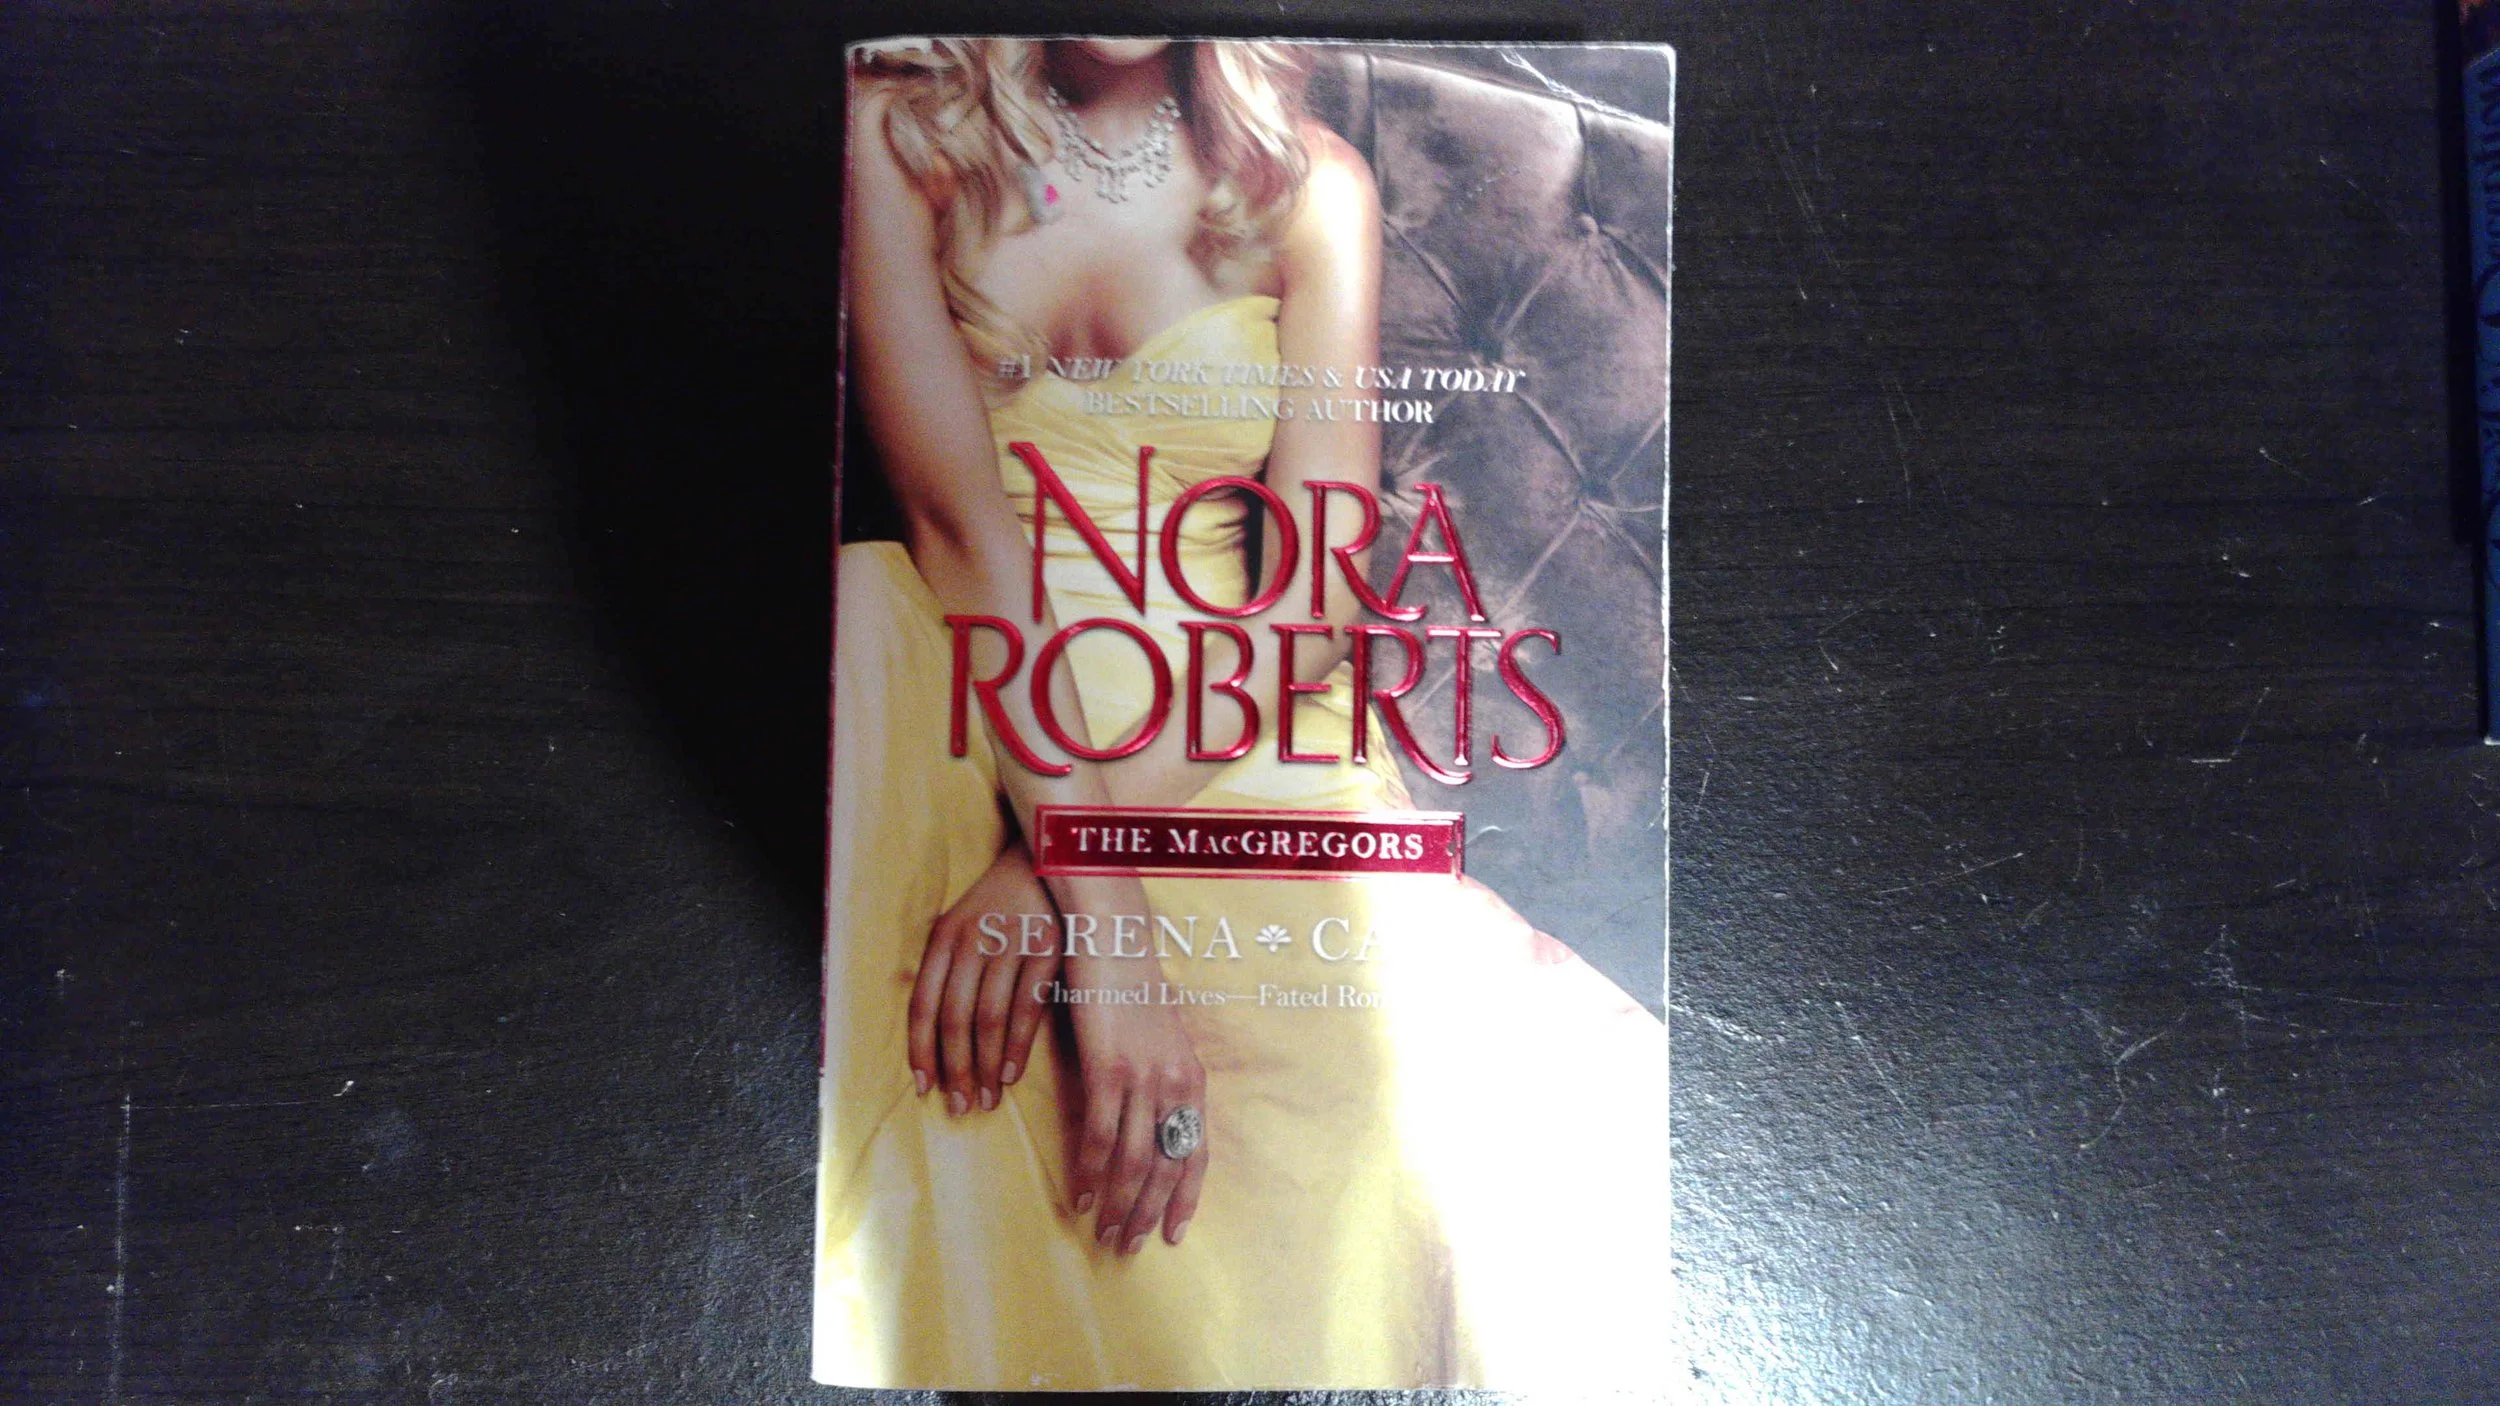 #1 NEW YORK TIMES & USA TODAY
BESTSELLING AUTHOR
NORA
ROBERTS
THE MACGREGORS
SERENA
Charmed Lives—Fated